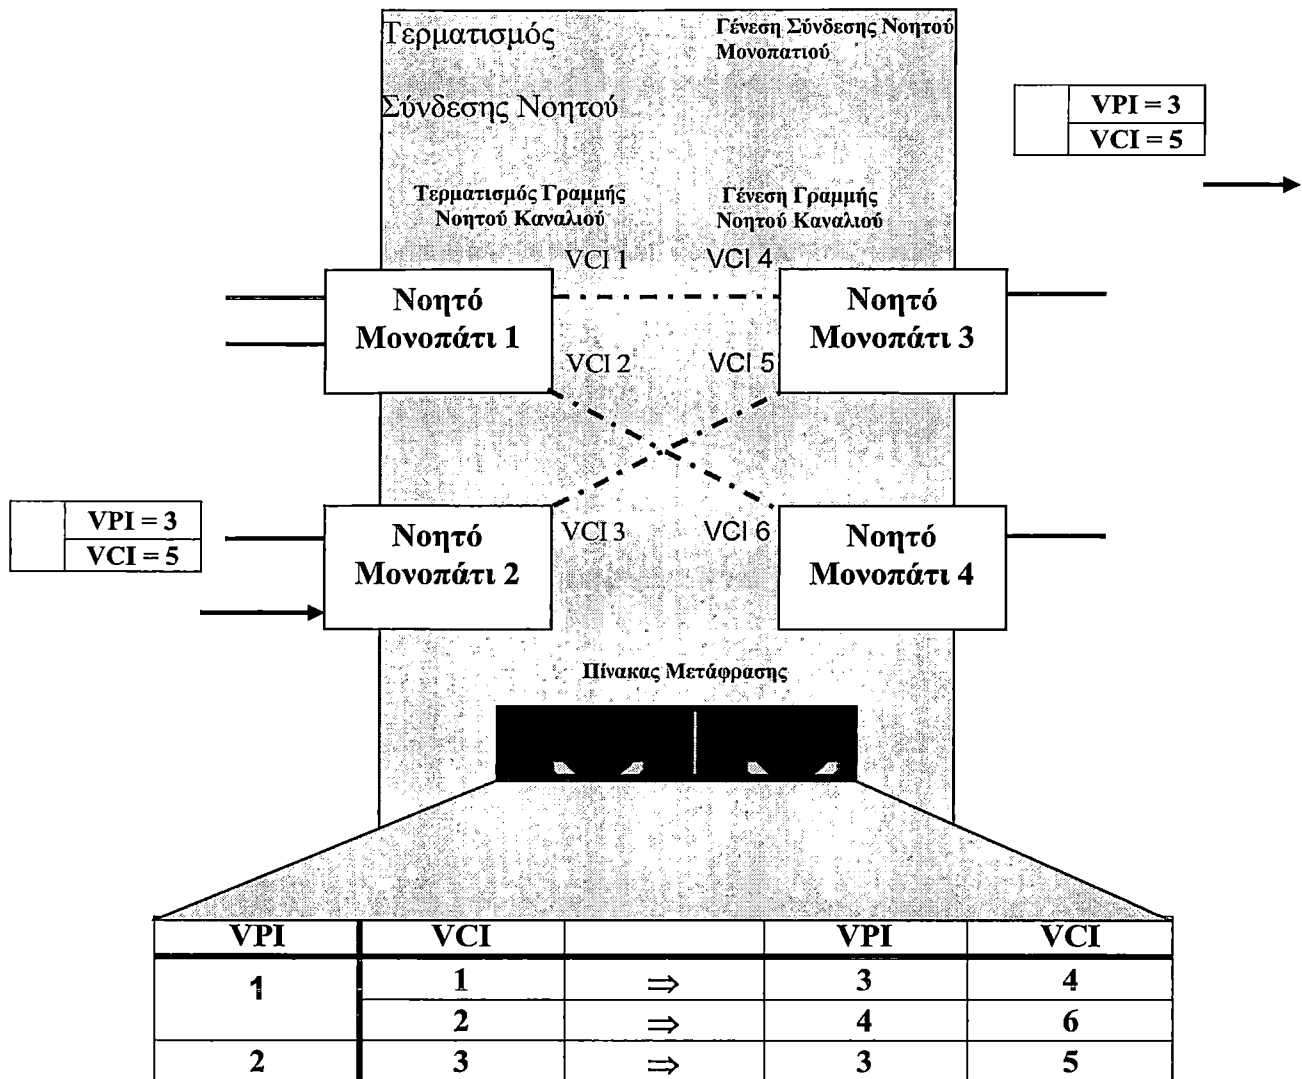 Τερματισμός
Σύνδεσης Νοητού
Γένεση Σύνδεσης Νοητού
Μονοπατιού
VPI = 3
VCI = 5
Τερματισμός Γραμμής
Νοητού Καναλιού
Γένεση Γραμμής
Νοητού Καναλιού
VCI 1
VCI 4
Νοητό
Μονοπάτι 1
Νοητό
Μονοπάτι 3
VCI 2
VCI 5
VPI = 3
VCI = 5
Νοητό
Μονοπάτι 2
VCI 3
VCI 6
Νοητό
Μονοπάτι 4
Πίνακας Μετάφρασης
VPI VCI VPI VCI
1 1 ⇒ 3 4
2 ⇒ 4 6
2 3 ⇒ 3 5